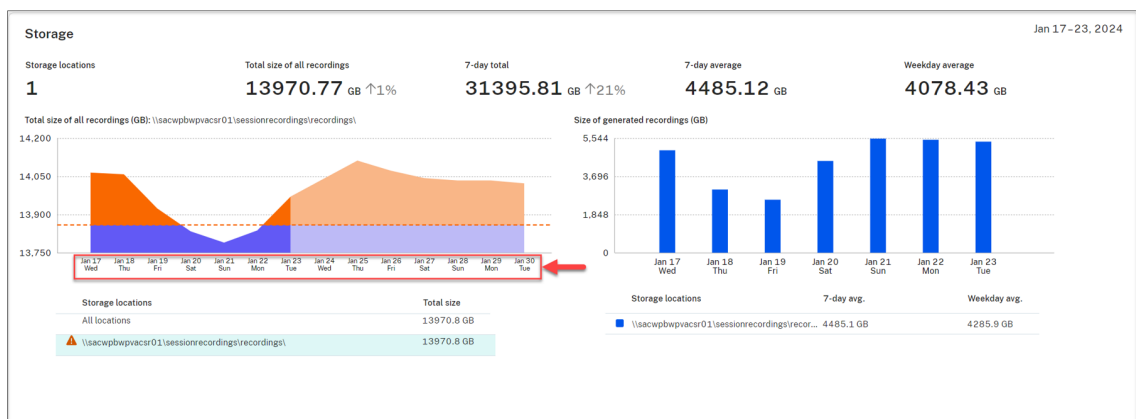 Storage
Jan 17–23, 2024
Storage locations
1
Total size of all recordings
13970.77 GB ↑1%
7-day total
31395.81 GB ↑21%
7-day average
4485.12 GB
Weekday average
4078.43 GB
Total size of all recordings (GB): \\sacwpbwpvacsr01\sessionrecordings\recordings\
14,200
14,050
13,900
13,750
Jan 17 Jan 18 Jan 19 Jan 20 Jan 21 Jan 22 Jan 23 Jan 24 Jan 25 Jan 26 Jan 27 Jan 28 Jan 29 Jan 30
Wed Thu Fri Sat Sun Mon Tue Wed Thu Fri Sat Sun Mon Tue
Storage locations Total size
All locations 13970.8 GB
\\sacwpbwpvacsr01\sessionrecordings\recordings\ 13970.8 GB
Size of generated recordings (GB)
5,544
3,696
1,848
0
Jan 17 Jan 18 Jan 19 Jan 20 Jan 21 Jan 22 Jan 23
Wed Thu Fri Sat Sun Mon Tue
Storage locations 7-day avg. Weekday avg.
\\sacwpbwpvacsr01\sessionrecordings\recor... 4485.1 GB 4285.9 GB